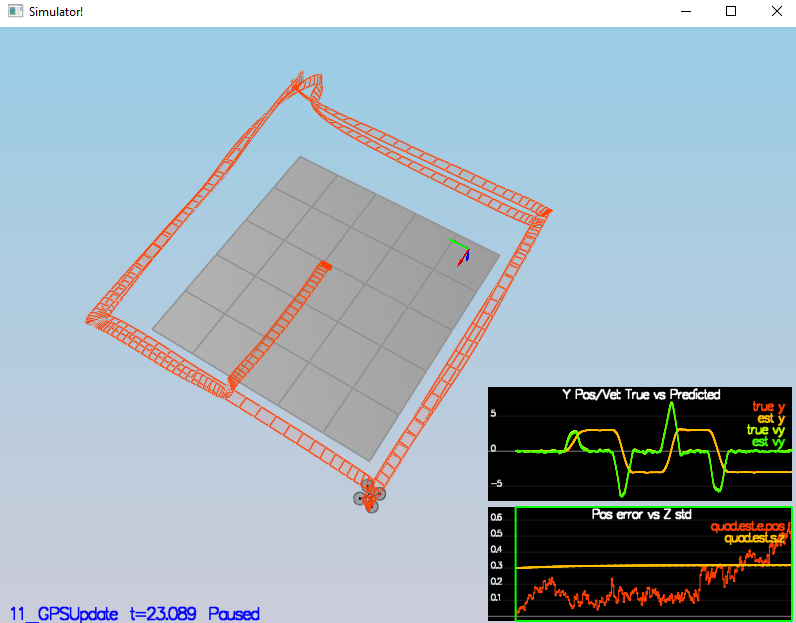 Simulator!
Y Pos/Vel: True vs Predicted
true y
est y
true vy
est vy
5
0
-5
Pos error vs Z std
quad.est.e.pos
quad.est.s.z
0.6
0.5
0.4
0.3
0.2
0.1
11_GPSUpdate t=23.089 Paused